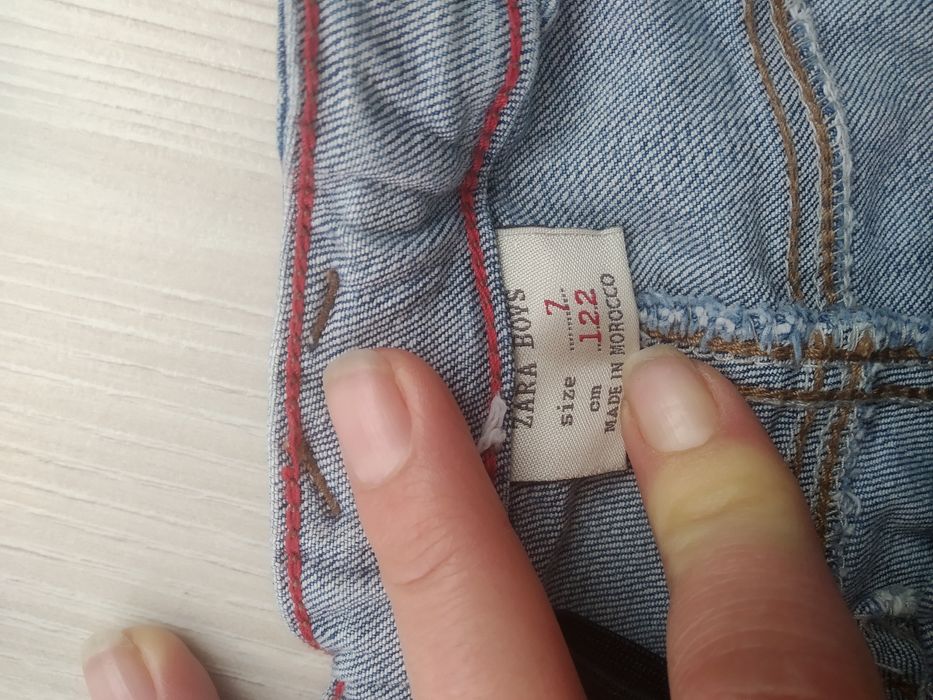 ZARA BOYS
size 7
cm 122
MADE IN MOROCCO